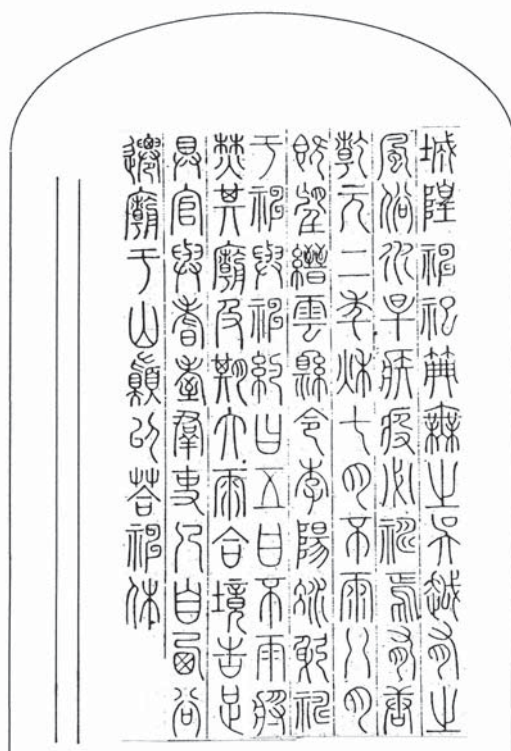 城隍神祀典無之吳越有之
風俗水旱疾疫必禱焉有唐
乾元二年秋七月不雨八月
既望縉雲縣令李陽冰躬祈
于神與神約曰五日不雨將
焚其廟及期大雨合境告足
具官與耆耋羣吏乃自西谷
遷廟于山顛以荅神休